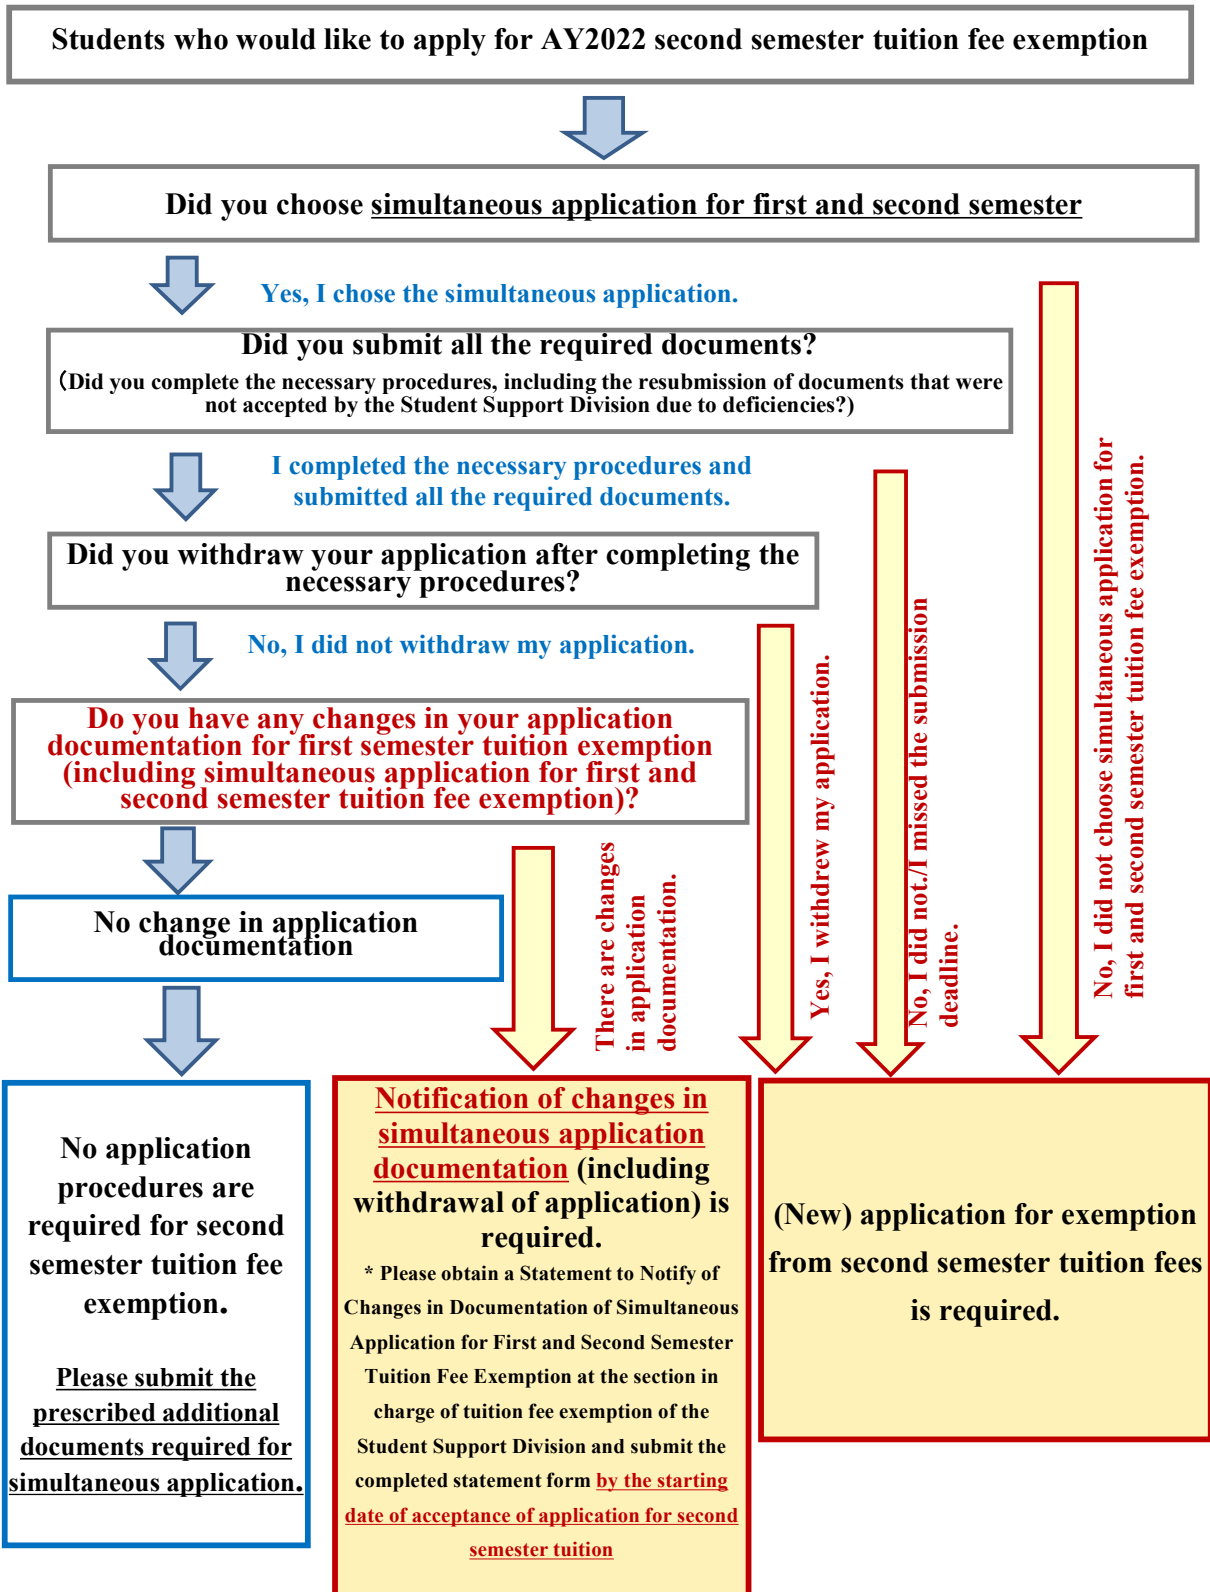 Students who would like to apply for AY2022 second semester tuition fee exemption
Did you choose simultaneous application for first and second semester
Yes, I chose the simultaneous application.
Did you submit all the required documents?
(Did you complete the necessary procedures, including the resubmission of documents that were
not accepted by the Student Support Division due to deficiencies?)
I completed the necessary procedures and
submitted all the required documents.
Did you withdraw your application after completing the
necessary procedures?
No, I did not withdraw my application.
Do you have any changes in your application
documentation for first semester tuition exemption
(including simultaneous application for first and
second semester tuition fee exemption)?
No change in application
documentation
There are changes
in application
documentation.
Yes, I withdrew my application.
No, I did not./I missed the submission
deadline.
No, I did not choose simultaneous application for
first and second semester tuition fee exemption.
No application
procedures are
required for second
semester tuition fee
exemption.
Please submit the
prescribed additional
documents required for
simultaneous application.
Notification of changes in
simultaneous application
documentation (including
withdrawal of application) is
required.
* Please obtain a Statement to Notify of
Changes in Documentation of Simultaneous
Application for First and Second Semester
Tuition Fee Exemption at the section in
charge of tuition fee exemption of the
Student Support Division and submit the
completed statement form by the starting
date of acceptance of application for second
semester tuition
(New) application for exemption
from second semester tuition fees
is required.